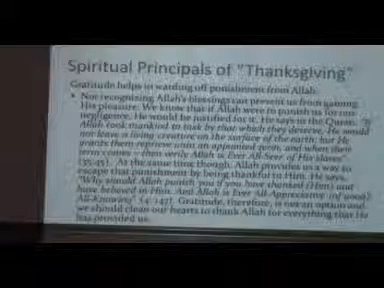 Spiritual Principals of "Thanksgiving"
Gratitude helps in warding off punishment from Allah:
• Not recognizing Allah's blessings can prevent us from gaining
His pleasure. We know that if Allah were to punish us for our
negligence, He would be justified for it. He says in the Quran: "If
Allah took mankind to task by that which they deserve, He would
not leave a living creature on the surface of the earth; but He
grants them reprieve unto an appointed term, and when their
term comes – then verily Allah is Ever All-Seer of His slaves"
(35:45). At the same time though, Allah provides us a way to
escape that punishment by being thankful to Him. He says,
"Why should Allah punish you if you have thanked (Him) and
have believed in Him. And Allah is Ever All-Appreciative (of good),
All-Knowing" (4:147). Gratitude, therefore, is not an option and
we should clean our hearts to thank Allah for everything that He
has provided us.